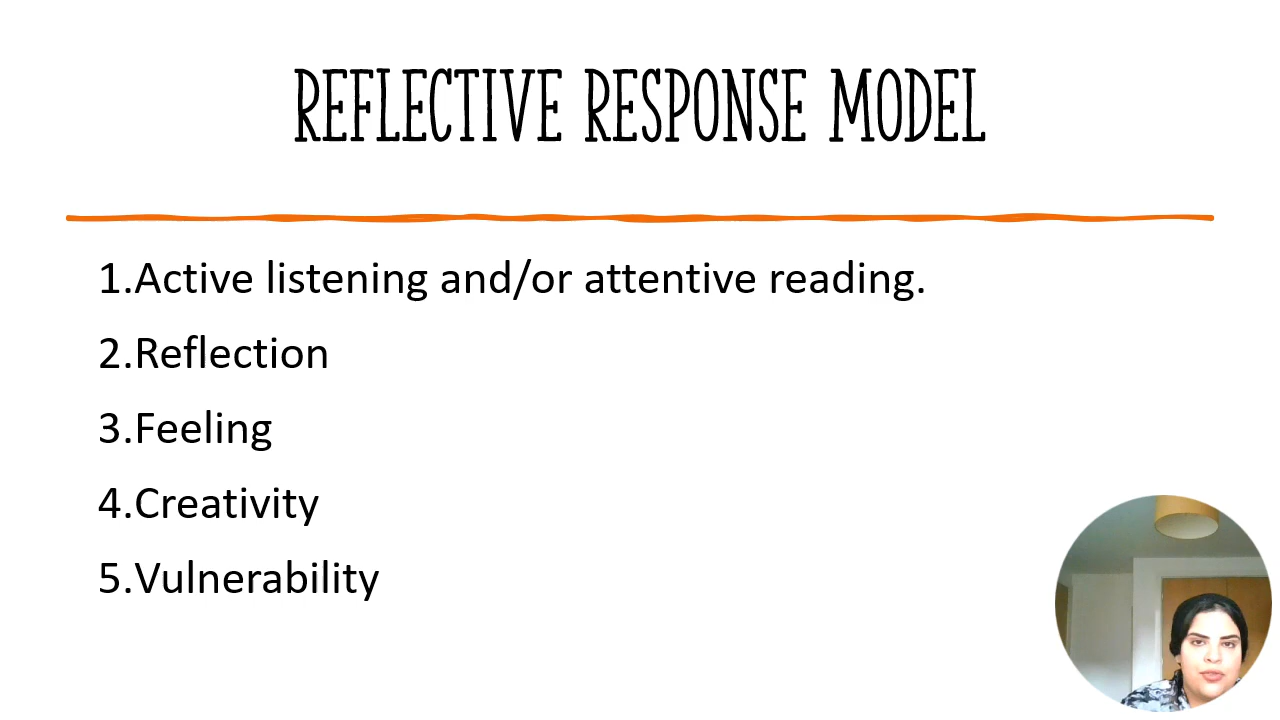 REFLECTIVE RESPONSE MODEL
1.Active listening and/or attentive reading.
2.Reflection
3.Feeling
4.Creativity
5.Vulnerability